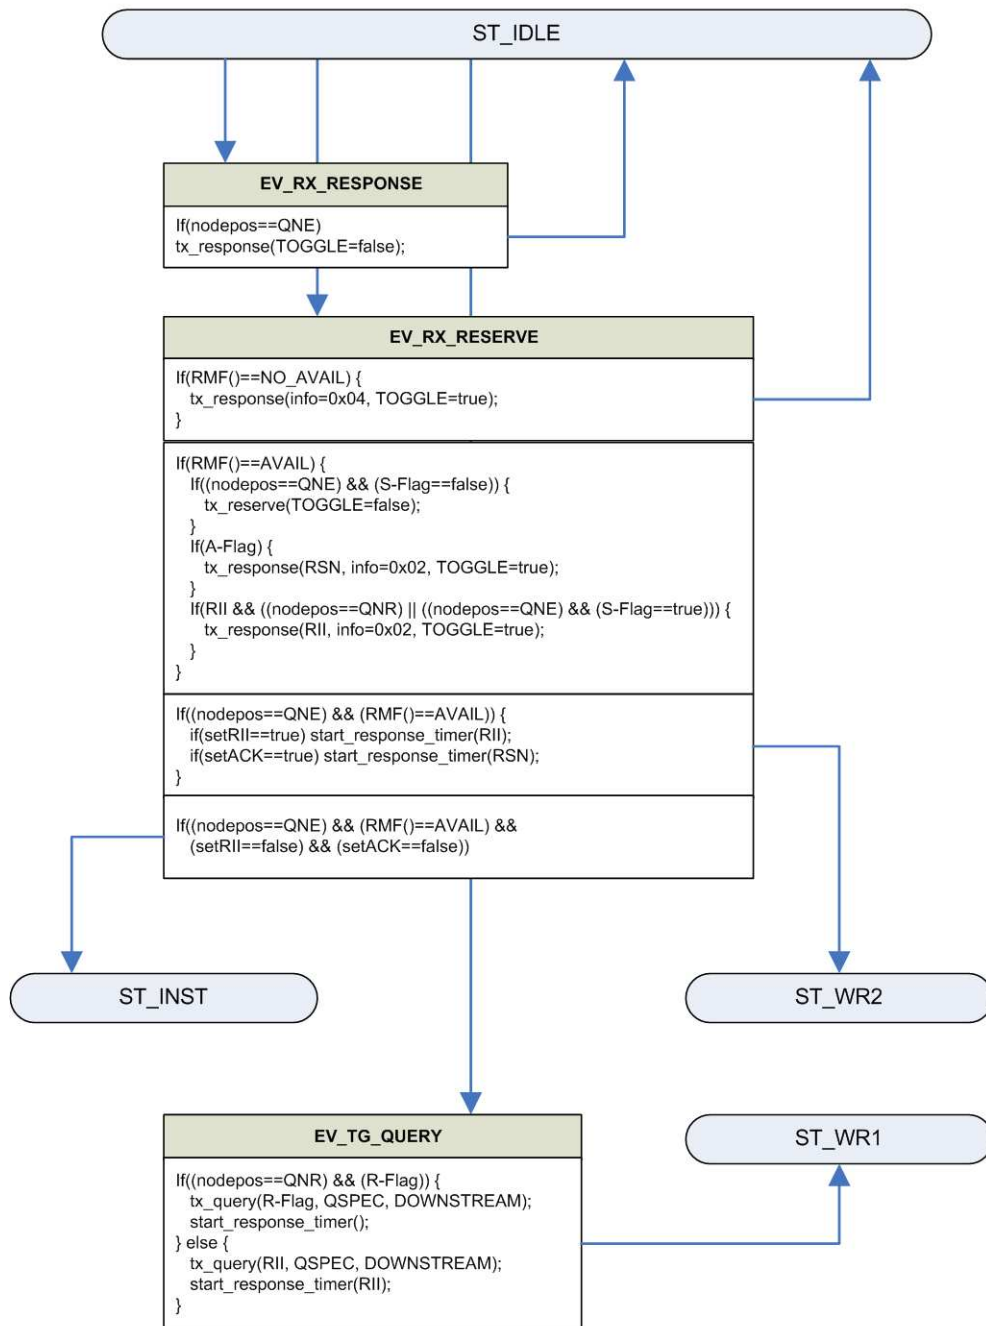 ST_IDLE
EV_RX_RESPONSE
If(nodepos==QNE)
tx_response(TOGGLE=false);
EV_RX_RESERVE
If(RMF()==NO_AVAIL) {
tx_response(info=0x04, TOGGLE=true);
}
If(RMF()==AVAIL) {
If((nodepos==QNE) && (S-Flag==false)) {
tx_reserve(TOGGLE=false);
}
If(A-Flag) {
tx_response(RSN, info=0x02, TOGGLE=true);
}
If(RII && ((nodepos==QNR) || ((nodepos==QNE) && (S-Flag==true))) {
tx_response(RII, info=0x02, TOGGLE=true);
}
}
If((nodepos==QNE) && (RMF()==AVAIL)) {
if(setRII==true) start_response_timer(RII);
if(setACK==true) start_response_timer(RSN);
}
If((nodepos==QNE) && (RMF()==AVAIL) &&
(setRII==false) && (setACK==false))
ST_INST
ST_WR2
EV_TG_QUERY
If((nodepos==QNR) && (R-Flag)) {
tx_query(R-Flag, QSPEC, DOWNSTREAM);
start_response_timer();
} else {
tx_query(RII, QSPEC, DOWNSTREAM);
start_response_timer(RII);
}
ST_WR1